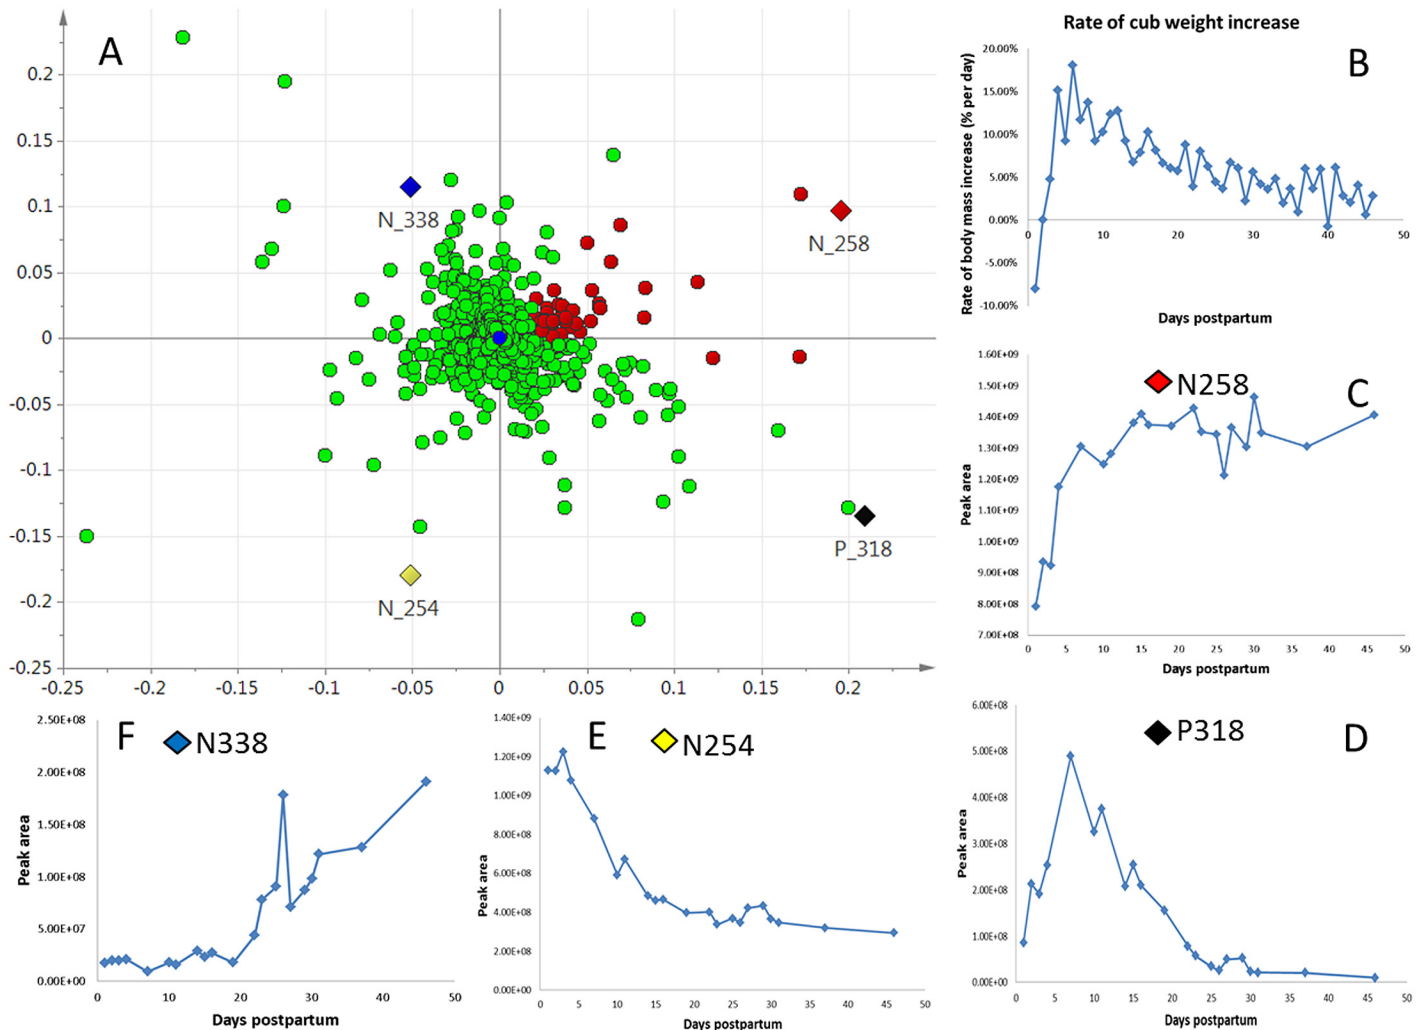 A
0.2
0.15
0.1
0.05
0
-0.05
-0.1
-0.15
-0.2
-0.25
-0.25
-0.2
-0.15
-0.1
-0.05
0
0.05
0.1
0.15
0.2
N_338
N_258
P_318
N_254
Rate of cub weight increase
B
Rate of body mass increase (% per day)
20.00%
15.00%
10.00%
5.00%
0.00%
-5.00%
-10.00%
0
10
20
30
40
50
Days postpartum
N258
C
Peak area
1.60E+09
1.50E+09
1.40E+09
1.30E+09
1.20E+09
1.10E+09
1.00E+09
9.00E+08
8.00E+08
7.00E+08
0
5
10
15
20
25
30
35
40
45
50
Days postpartum
F
N338
Peak area
2.50E+08
2.00E+08
1.50E+08
1.00E+08
5.00E+07
0.00E+00
0
10
20
30
40
50
Days postpartum
E
N254
Peak area
1.40E+09
1.20E+09
1.00E+09
8.00E+08
6.00E+08
4.00E+08
2.00E+08
0.00E+00
0
5
10
15
20
25
30
35
40
45
50
Days postpartum
P318
D
Peak area
6.00E+08
5.00E+08
4.00E+08
3.00E+08
2.00E+08
1.00E+08
0.00E+00
0
5
10
15
20
25
30
35
40
45
50
Days postpartum